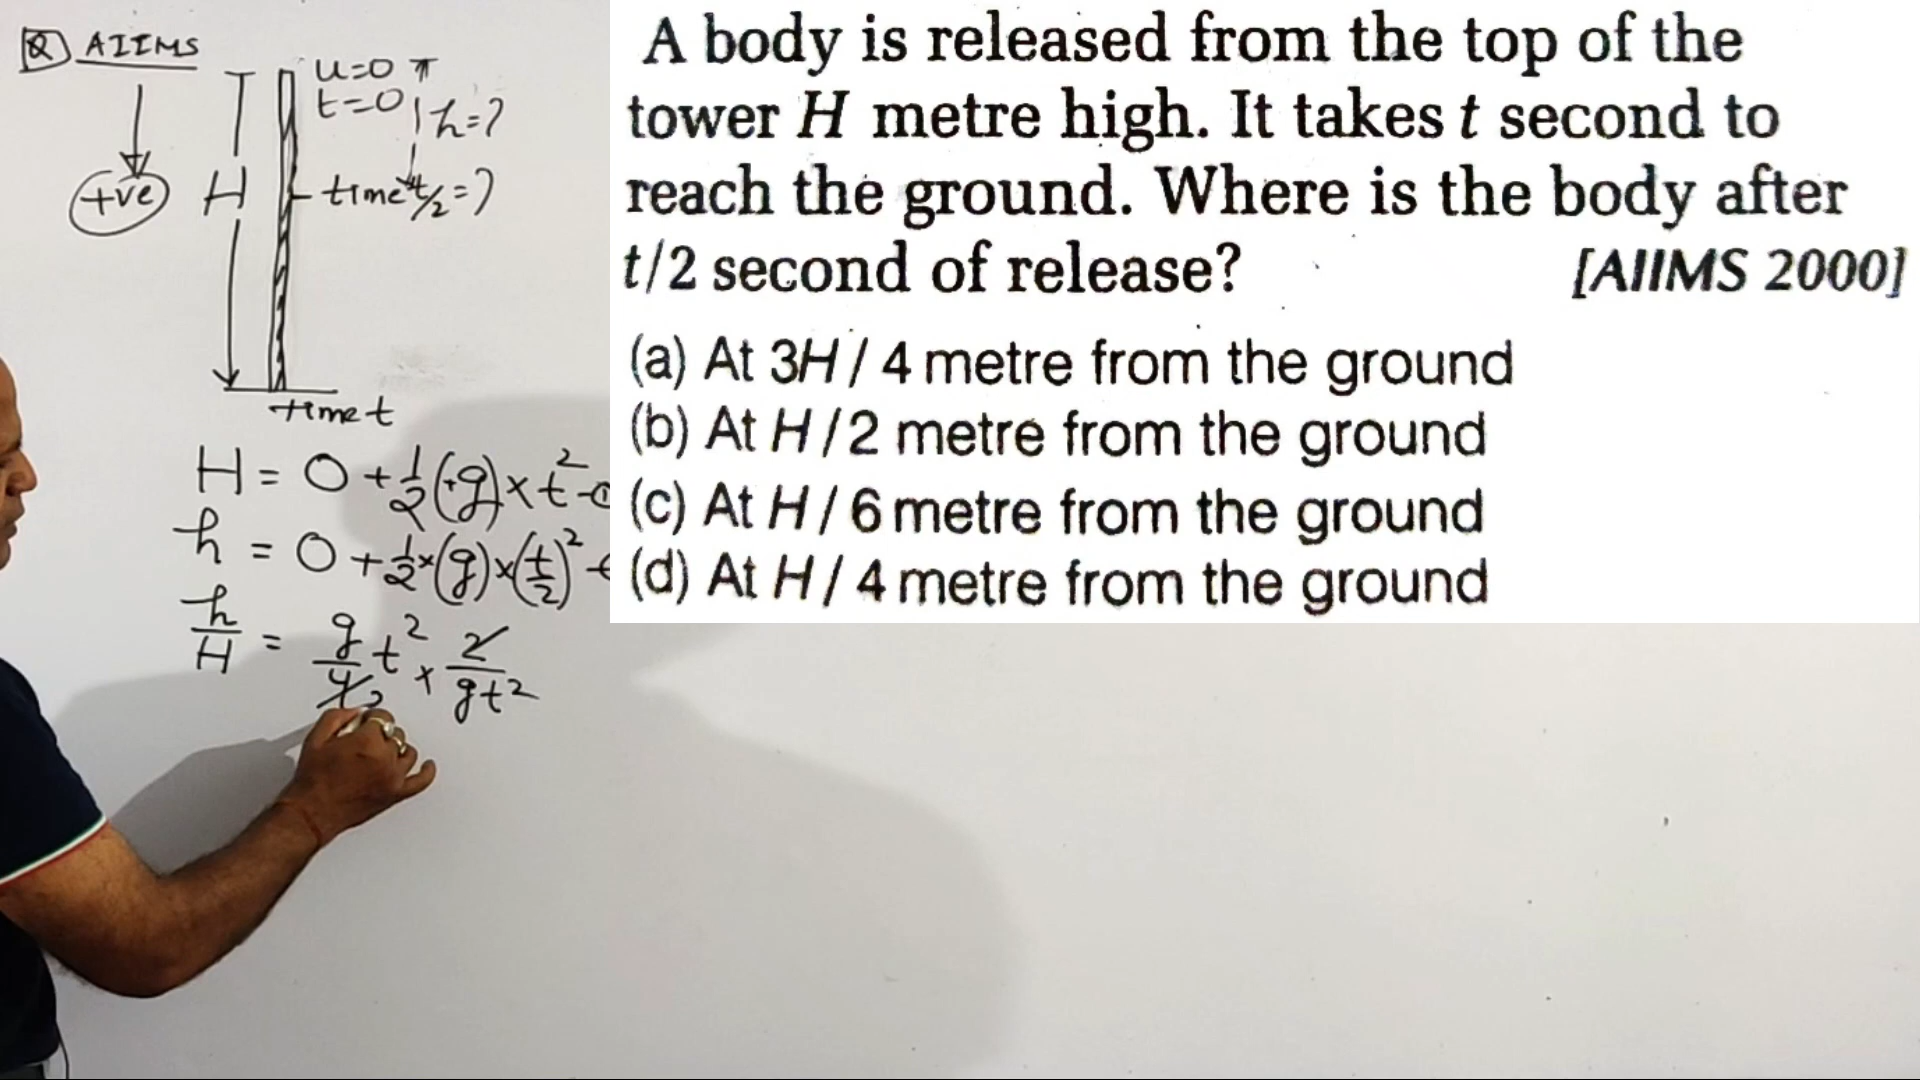 Q AIIMS
u=0
t=0
h=?
+ve
H
time t/2=?
time t
H = 0 + 1/2 (+g) × t² - ①
h = 0 + 1/2 × (g) × (t/2)² -
h/H = g/4 t² × 2/gt²
A body is released from the top of the
tower H metre high. It takes t second to
reach the ground. Where is the body after
t/2 second of release? [AIIMS 2000]
(a) At 3H / 4 metre from the ground
(b) At H / 2 metre from the ground
(c) At H / 6 metre from the ground
(d) At H / 4 metre from the ground